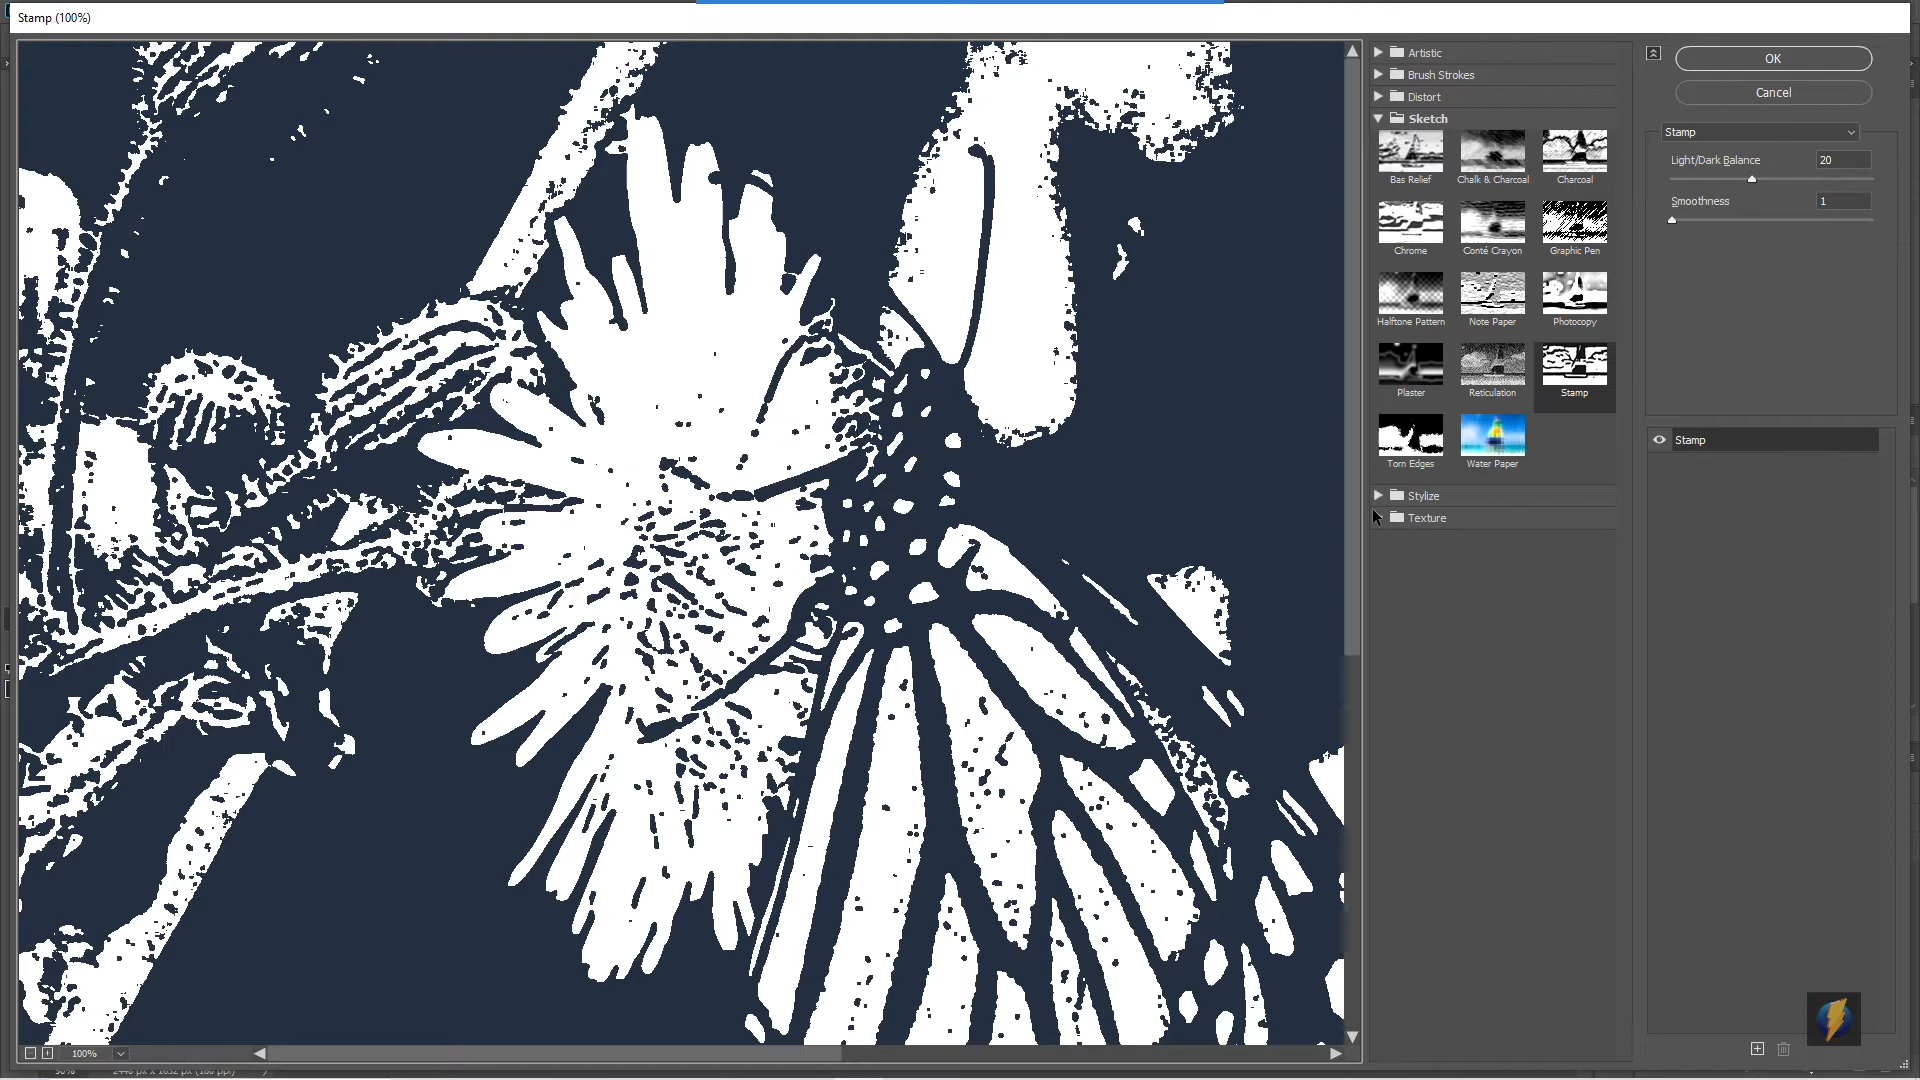 Stamp (100%)
Artistic
Brush Strokes
Distort
Sketch
Bas Relief
Chalk & Charcoal
Charcoal
Chrome
Conté Crayon
Graphic Pen
Halftone Pattern
Note Paper
Photocopy
Plaster
Reticulation
Stamp
Torn Edges
Water Paper
Stylize
Texture
OK
Cancel
Stamp
Light/Dark Balance 20
Smoothness 1
Stamp
100%